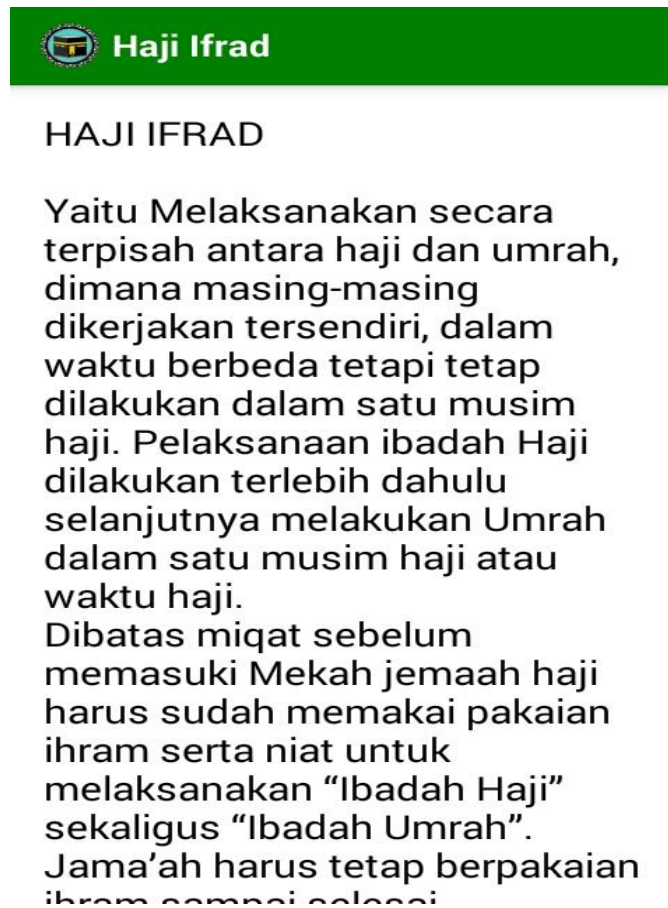 Haji Ifrad
HAJI IFRAD
Yaitu Melaksanakan secara
terpisah antara haji dan umrah,
dimana masing-masing
dikerjakan tersendiri, dalam
waktu berbeda tetapi tetap
dilakukan dalam satu musim
haji. Pelaksanaan ibadah Haji
dilakukan terlebih dahulu
selanjutnya melakukan Umrah
dalam satu musim haji atau
waktu haji.
Dibatas miqat sebelum
memasuki Mekah jemaah haji
harus sudah memakai pakaian
ihram serta niat untuk
melaksanakan “Ibadah Haji”
sekaligus “Ibadah Umrah”.
Jama’ah harus tetap berpakaian
ihram sampai selesai